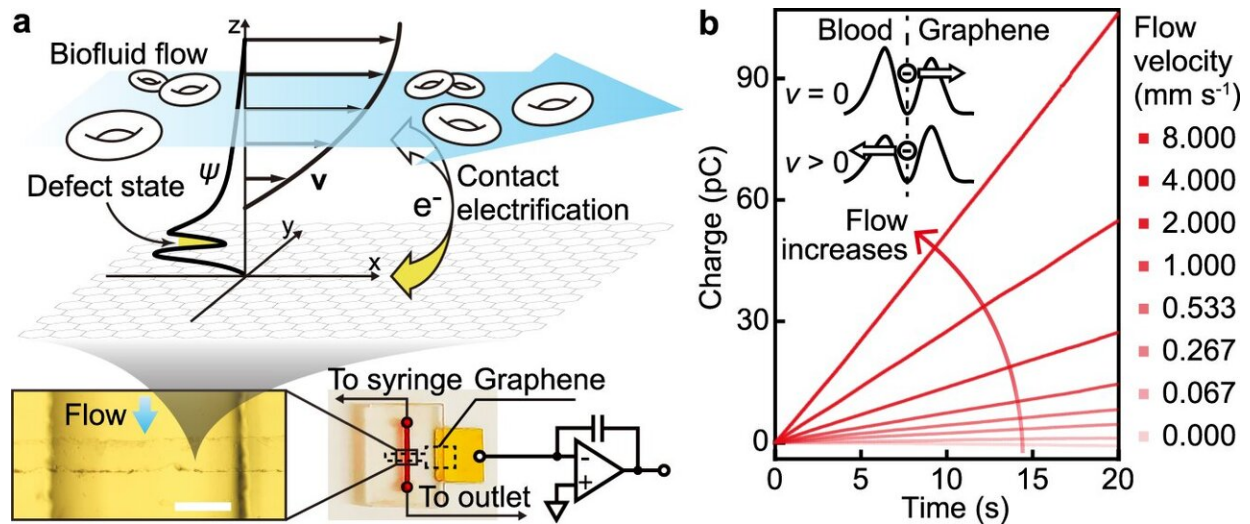 a
z
Biofluid flow
ψ
v
Defect state
Contact
electrification
e-
y
x
To syringe
Graphene
Flow
To outlet
-
+
b
Blood
Graphene
v = 0
v > 0
Flow
increases
Charge (pC)
90
60
30
0
0
5
10
15
20
Time (s)
Flow
velocity
(mm s⁻¹)
8.000
4.000
2.000
1.000
0.533
0.267
0.067
0.000